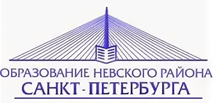 ОБРАЗОВАНИЕ НЕВСКОГО РАЙОНА
САНКТ-ПЕТЕРБУРГА